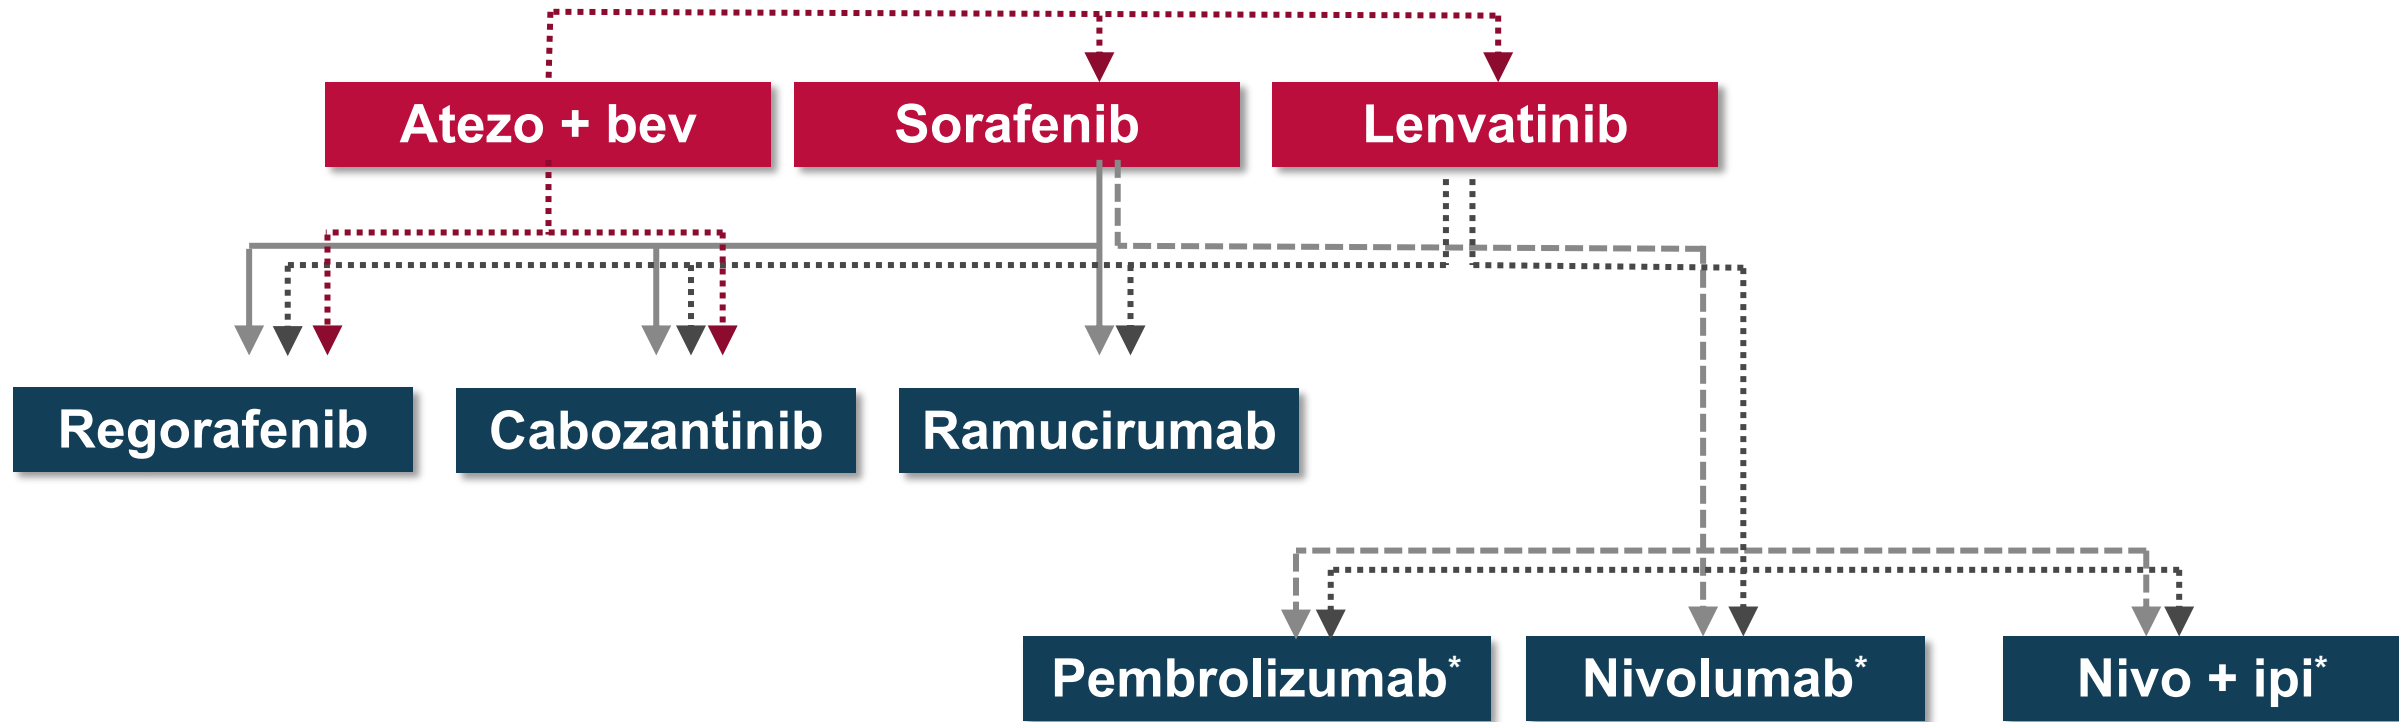 Atezo + bev
Sorafenib
Lenvatinib
Regorafenib
Cabozantinib
Ramucirumab
Pembrolizumab*
Nivolumab*
Nivo + ipi*